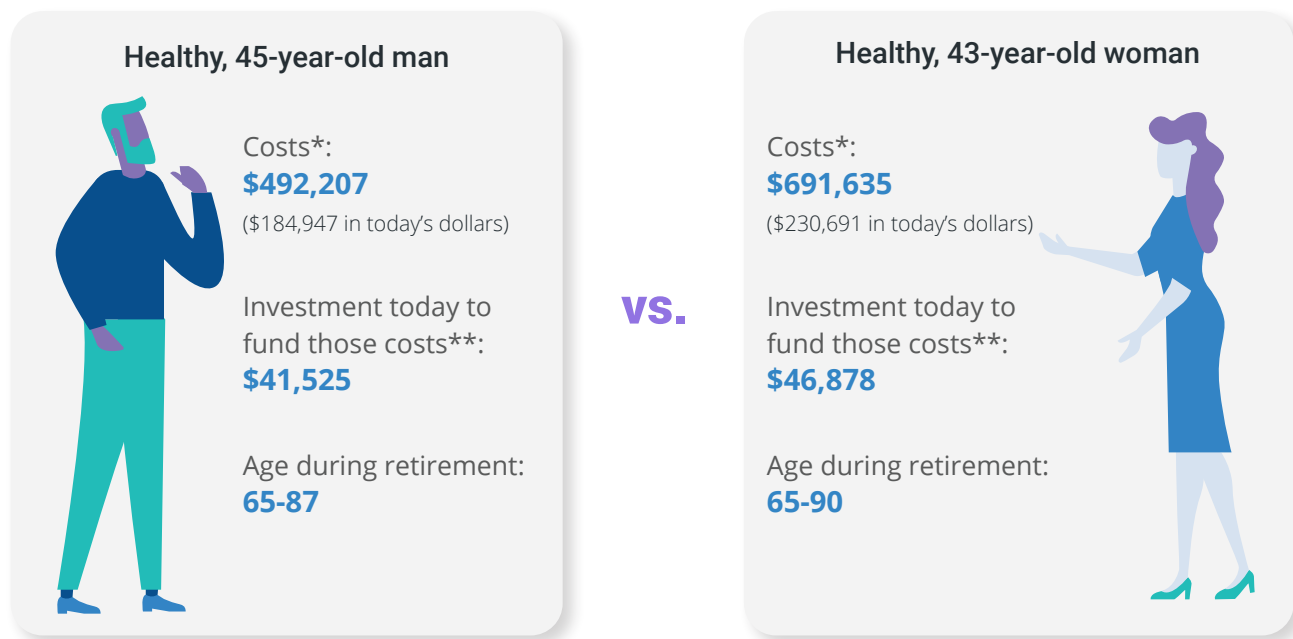 Healthy, 45-year-old man
Costs*:
$492,207
($184,947 in today’s dollars)
Investment today to
fund those costs**:
$41,525
Age during retirement:
65-87
vs.
Healthy, 43-year-old woman
Costs*:
$691,635
($230,691 in today’s dollars)
Investment today to
fund those costs**:
$46,878
Age during retirement:
65-90